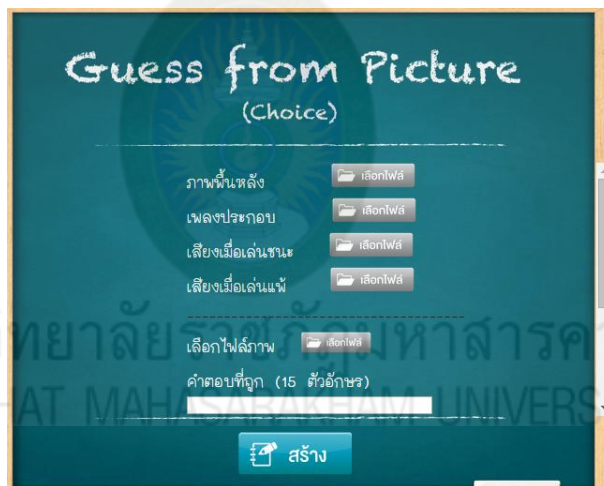 Guess from Picture
(Choice)
ภาพพื้นหลัง เลือกไฟล์
เพลงประกอบ เลือกไฟล์
เสียงเมื่อเล่นชนะ เลือกไฟล์
เสียงเมื่อเล่นแพ้ เลือกไฟล์
เลือกไฟล์ภาพ เลือกไฟล์
คำตอบที่ถูก (15 ตัวอักษร)
สร้าง